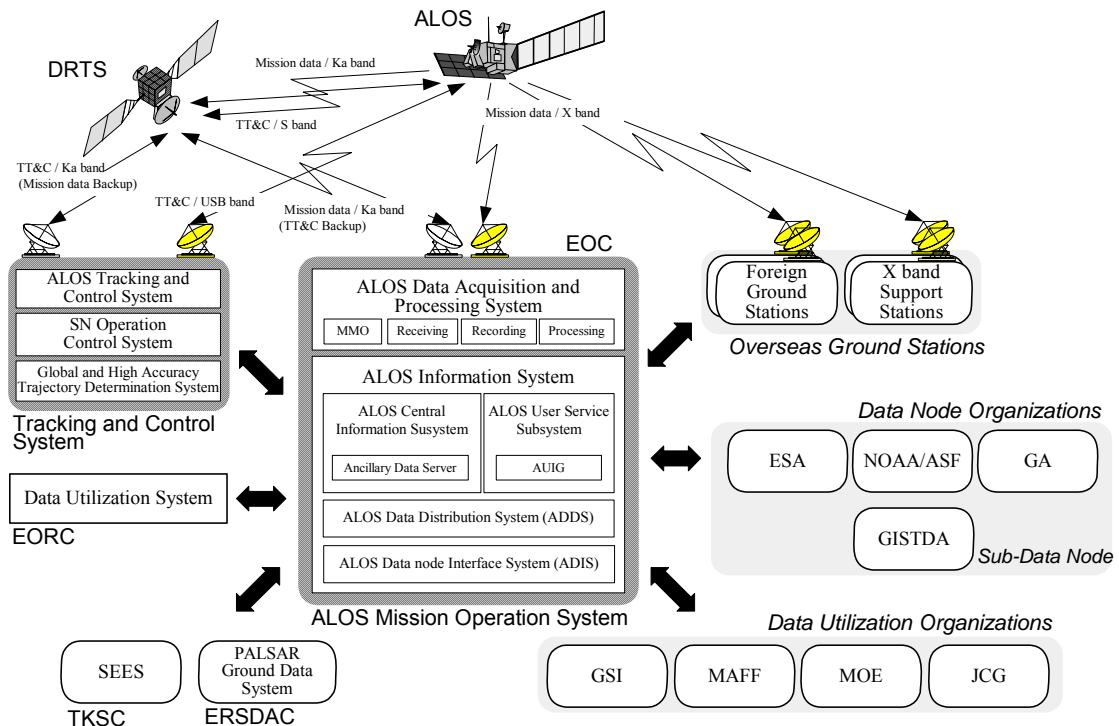 ALOS
DRTS
Mission data / Ka band
Mission data / X band
TT&C / S band
TT&C / Ka band
(Mission data Backup)
TT&C / USB band
Mission data / Ka band
(TT&C Backup)
EOC
ALOS Tracking and
Control System
SN Operation
Control System
Global and High Accuracy
Trajectory Determination System
Tracking and Control
System
ALOS Data Acquisition and
Processing System
MMO
Receiving
Recording
Processing
ALOS Information System
ALOS Central
Information Susystem
Ancillary Data Server
ALOS User Service
Subsystem
AUIG
ALOS Data Distribution System (ADDS)
ALOS Data node Interface System (ADIS)
ALOS Mission Operation System
Foreign
Ground
Stations
X band
Support
Stations
Overseas Ground Stations
Data Node Organizations
ESA
NOAA/ASF
GA
GISTDA
Sub-Data Node
Data Utilization System
EORC
SEES
TKSC
PALSAR
Ground Data
System
ERSDAC
Data Utilization Organizations
GSI
MAFF
MOE
JCG